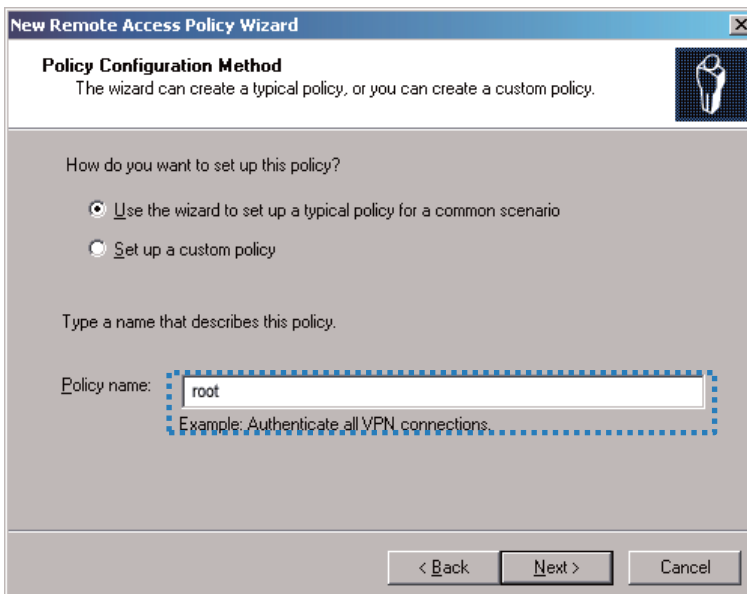 New Remote Access Policy Wizard
Policy Configuration Method
The wizard can create a typical policy, or you can create a custom policy.
How do you want to set up this policy?
Use the wizard to set up a typical policy for a common scenario
Set up a custom policy
Type a name that describes this policy.
Policy name: root
Example: Authenticate all VPN connections.
< Back Next > Cancel